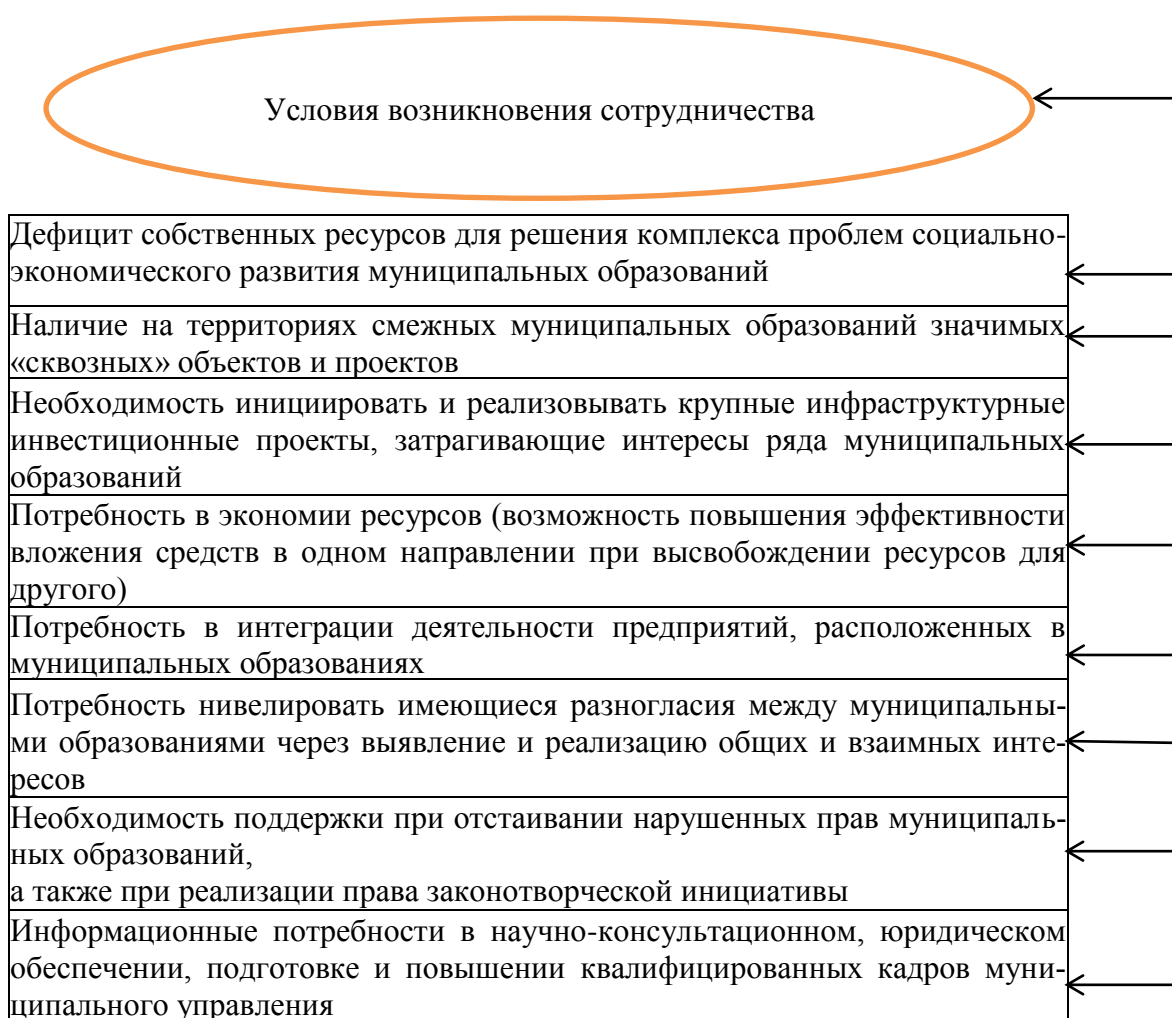 Условия возникновения сотрудничества
Дефицит собственных ресурсов для решения комплекса проблем социально-
экономического развития муниципальных образований
Наличие на территориях смежных муниципальных образований значимых
«сквозных» объектов и проектов
Необходимость инициировать и реализовывать крупные инфраструктурные
инвестиционные проекты, затрагивающие интересы ряда муниципальных
образований
Потребность в экономии ресурсов (возможность повышения эффективности
вложения средств в одном направлении при высвобождении ресурсов для
другого)
Потребность в интеграции деятельности предприятий, расположенных в
муниципальных образованиях
Потребность нивелировать имеющиеся разногласия между муниципальны-
ми образованиями через выявление и реализацию общих и взаимных инте-
ресов
Необходимость поддержки при отстаивании нарушенных прав муниципаль-
ных образований,
а также при реализации права законотворческой инициативы
Информационные потребности в научно-консультационном, юридическом
обеспечении, подготовке и повышении квалифицированных кадров муни-
ципального управления